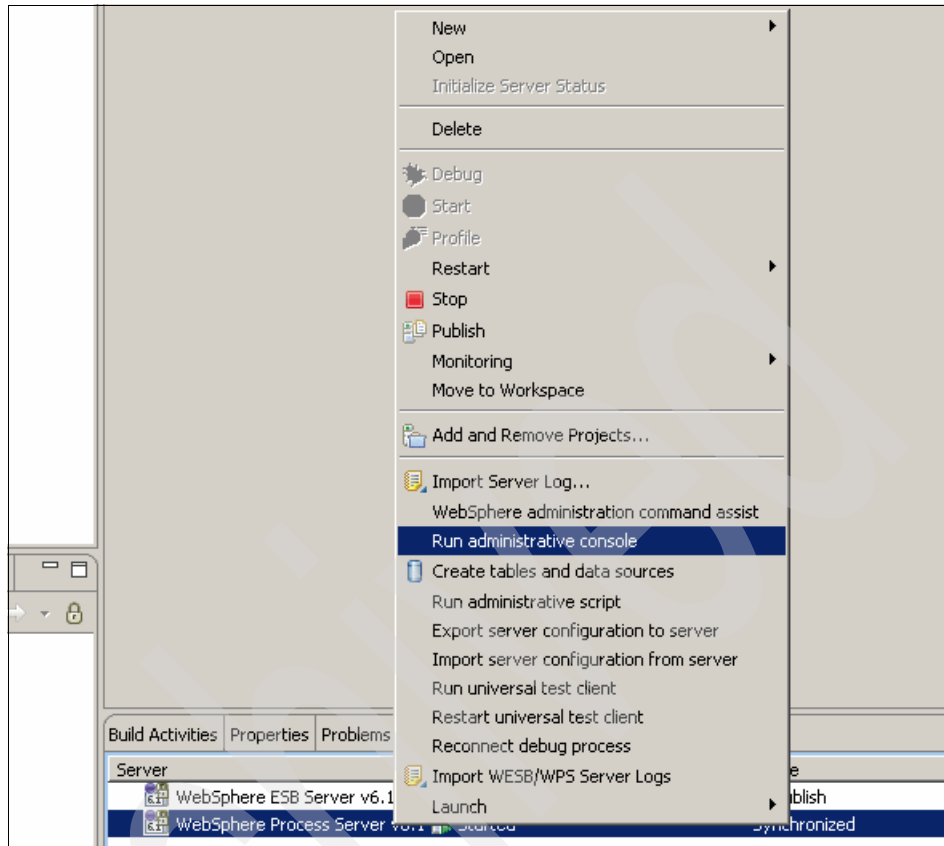 New
Open
Initialize Server Status
Delete
Debug
Start
Profile
Restart
Stop
Publish
Monitoring
Move to Workspace
Add and Remove Projects...
Import Server Log...
WebSphere administration command assist
Run administrative console
Create tables and data sources
Run administrative script
Export server configuration to server
Import server configuration from server
Run universal test client
Restart universal test client
Reconnect debug process
Import WESB/WPS Server Logs
Launch
Build Activities Properties Problems
Server
WebSphere ESB Server v6.1
WebSphere Process Server v6.1 Started Synchronized